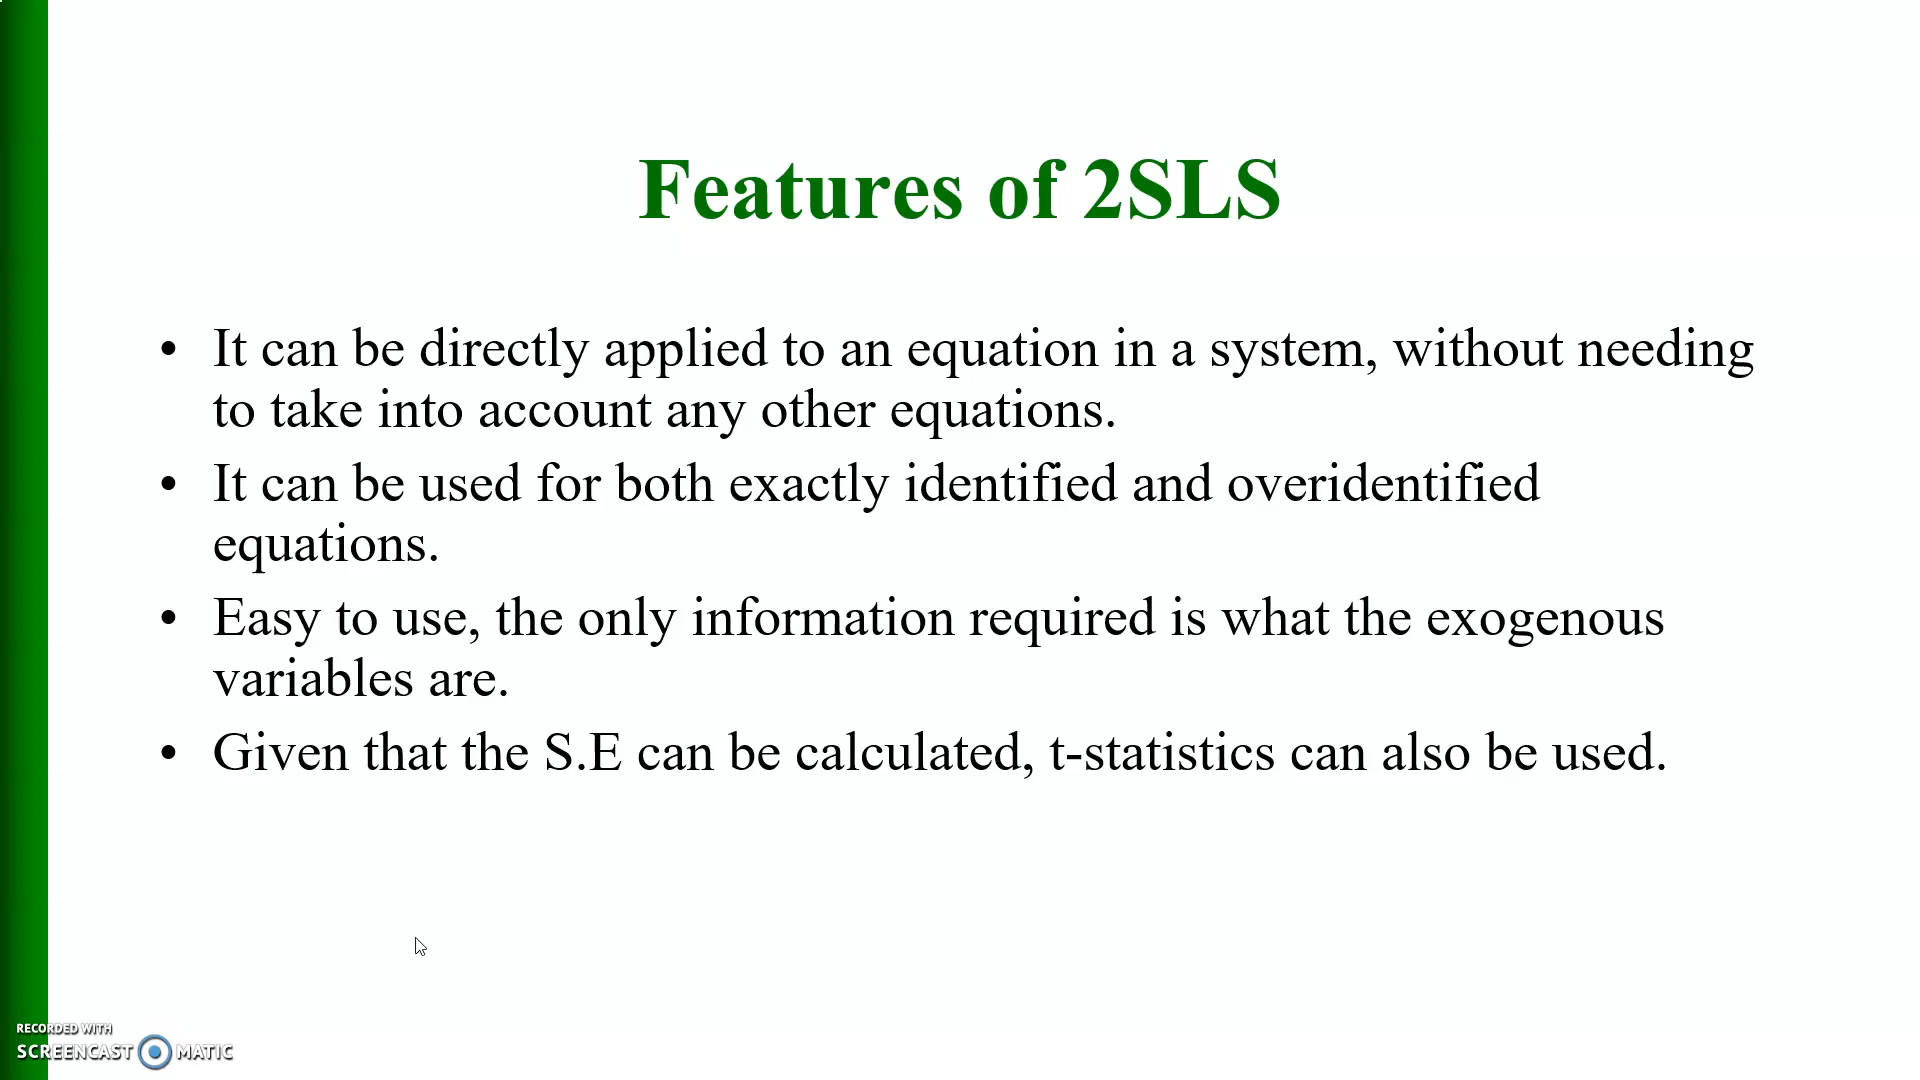 Features of 2SLS
• It can be directly applied to an equation in a system, without needing
to take into account any other equations.
• It can be used for both exactly identified and overidentified
equations.
• Easy to use, the only information required is what the exogenous
variables are.
• Given that the S.E can be calculated, t-statistics can also be used.
RECORDED WITH
SCREENCAST MATIC